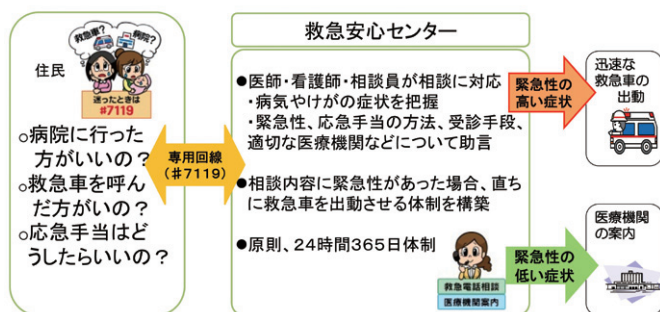 住民
救急車?
病院?
迷ったときは
#7119
○病院に行った
方がいいの?
○救急車を呼ん
だ方がいの?
○応急手当はど
うしたらいいの?
専用回線
(#7119)
救急安心センター
●医師・看護師・相談員が相談に対応
・病気やけがの症状を把握
・緊急性、応急手当の方法、受診手段、
適切な医療機関などについて助言
●相談内容に緊急性があった場合、直ち
に救急車を出動させる体制を構築
●原則、24時間365日体制
救急電話相談
医療機関案内
緊急性の
高い症状
迅速な
救急車の
出動
緊急性の
低い症状
医療機関
の案内